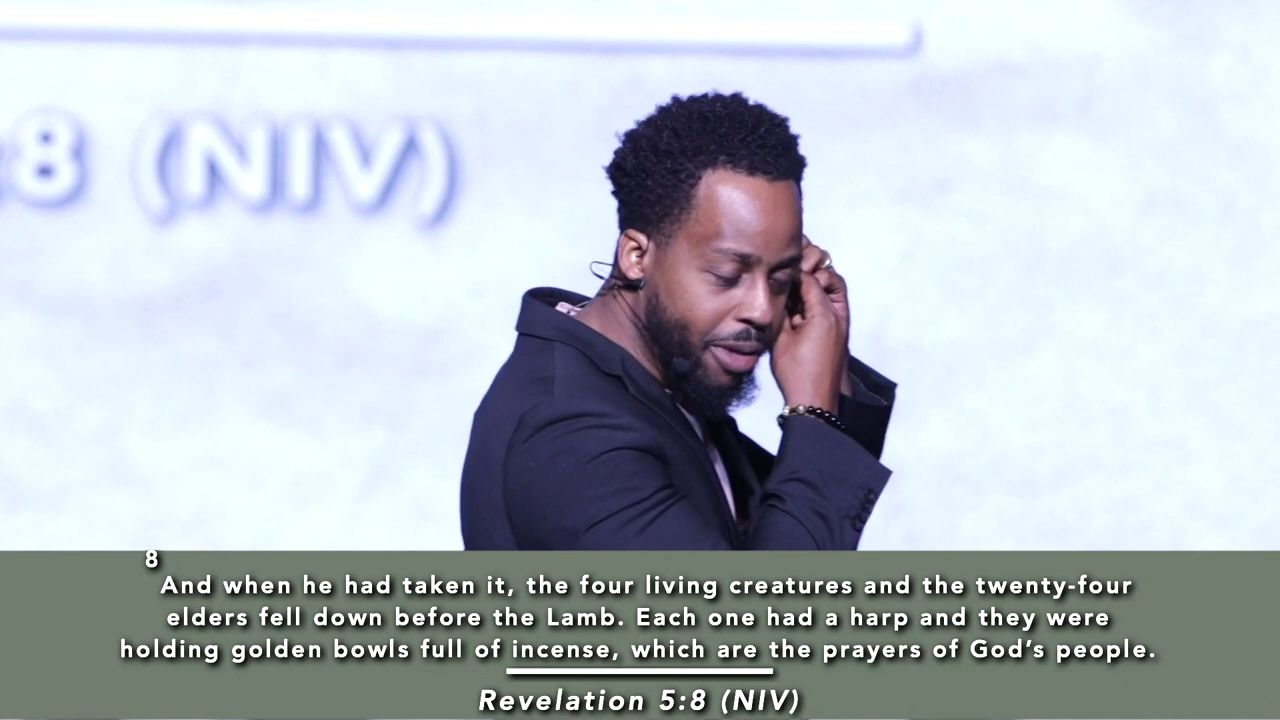 :8 (NIV)
8
And when he had taken it, the four living creatures and the twenty-four
elders fell down before the Lamb. Each one had a harp and they were
holding golden bowls full of incense, which are the prayers of God's people.
Revelation 5:8 (NIV)